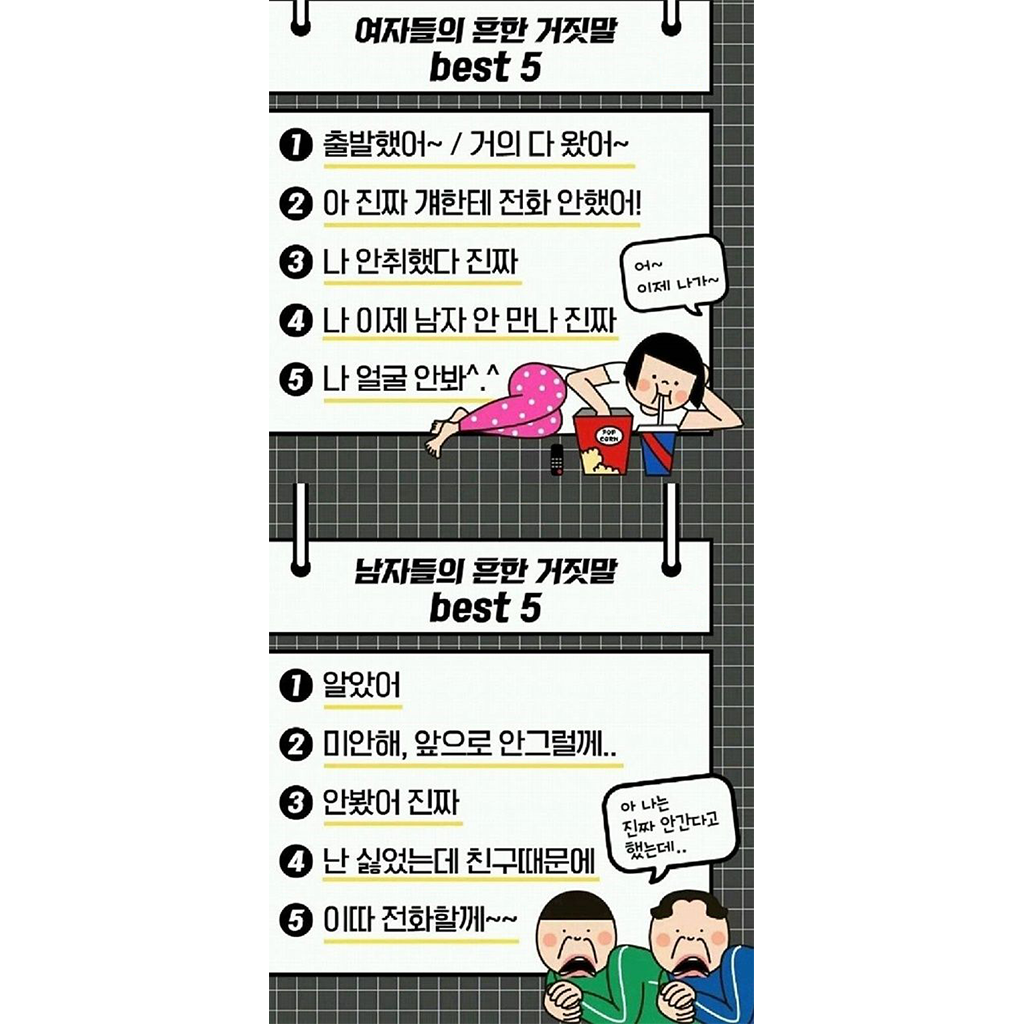 여자들의 흔한 거짓말
best 5
1 출발했어~ / 거의 다 왔어~
2 아 진짜 걔한테 전화 안했어!
3 나 안취했다 진짜
어~
이제 나가~
4 나 이제 남자 안 만나 진짜
5 나 얼굴 안봐^.^
POP
CORN
남자들의 흔한 거짓말
best 5
1 알았어
2 미안해, 앞으로 안그럴께..
3 안봤어 진짜
아 나는
진짜 안간다고
했는데..
4 난 싫었는데 친구때문에
5 이따 전화할께~~